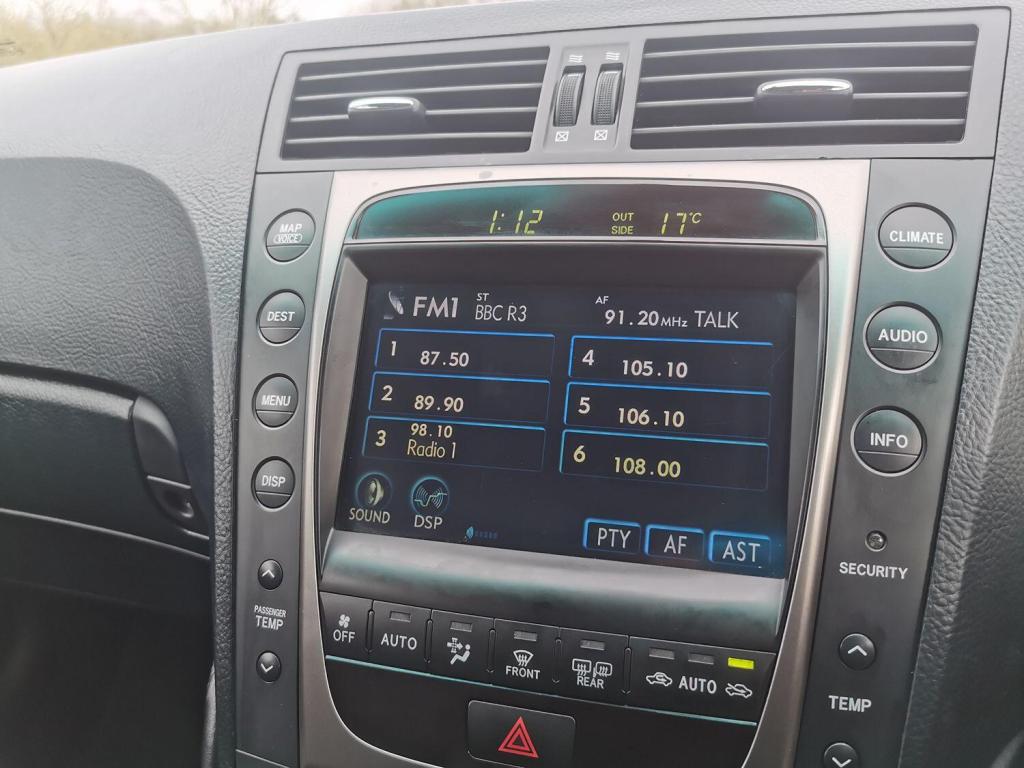 1:12 OUT SIDE 17°C
MAP
VOICE
DEST
MENU
DISP
PASSENGER
TEMP
CLIMATE
AUDIO
INFO
SECURITY
TEMP
FM1 ST BBC R3 AF 91.20MHz TALK
1 87.50
2 89.90
3 98.10 Radio 1
4 105.10
5 106.10
6 108.00
SOUND
DSP
PTY
AF
AST
OFF
AUTO
FRONT
REAR
AUTO